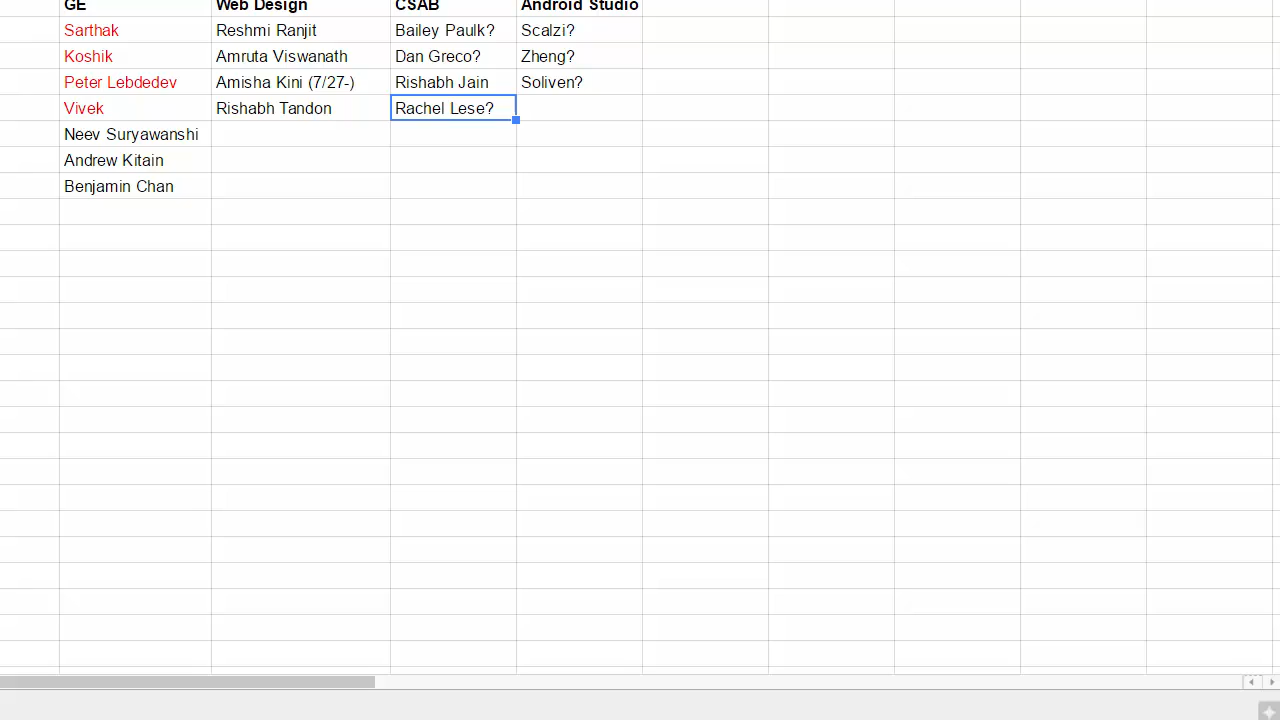 GE Web Design CSAB Android Studio
Sarthak Reshmi Ranjit Bailey Paulk? Scalzi?
Koshik Amruta Viswanath Dan Greco? Zheng?
Peter Lebdedev Amisha Kini (7/27-) Rishabh Jain Soliven?
Vivek Rishabh Tandon Rachel Lese?
Neev Suryawanshi
Andrew Kitain
Benjamin Chan